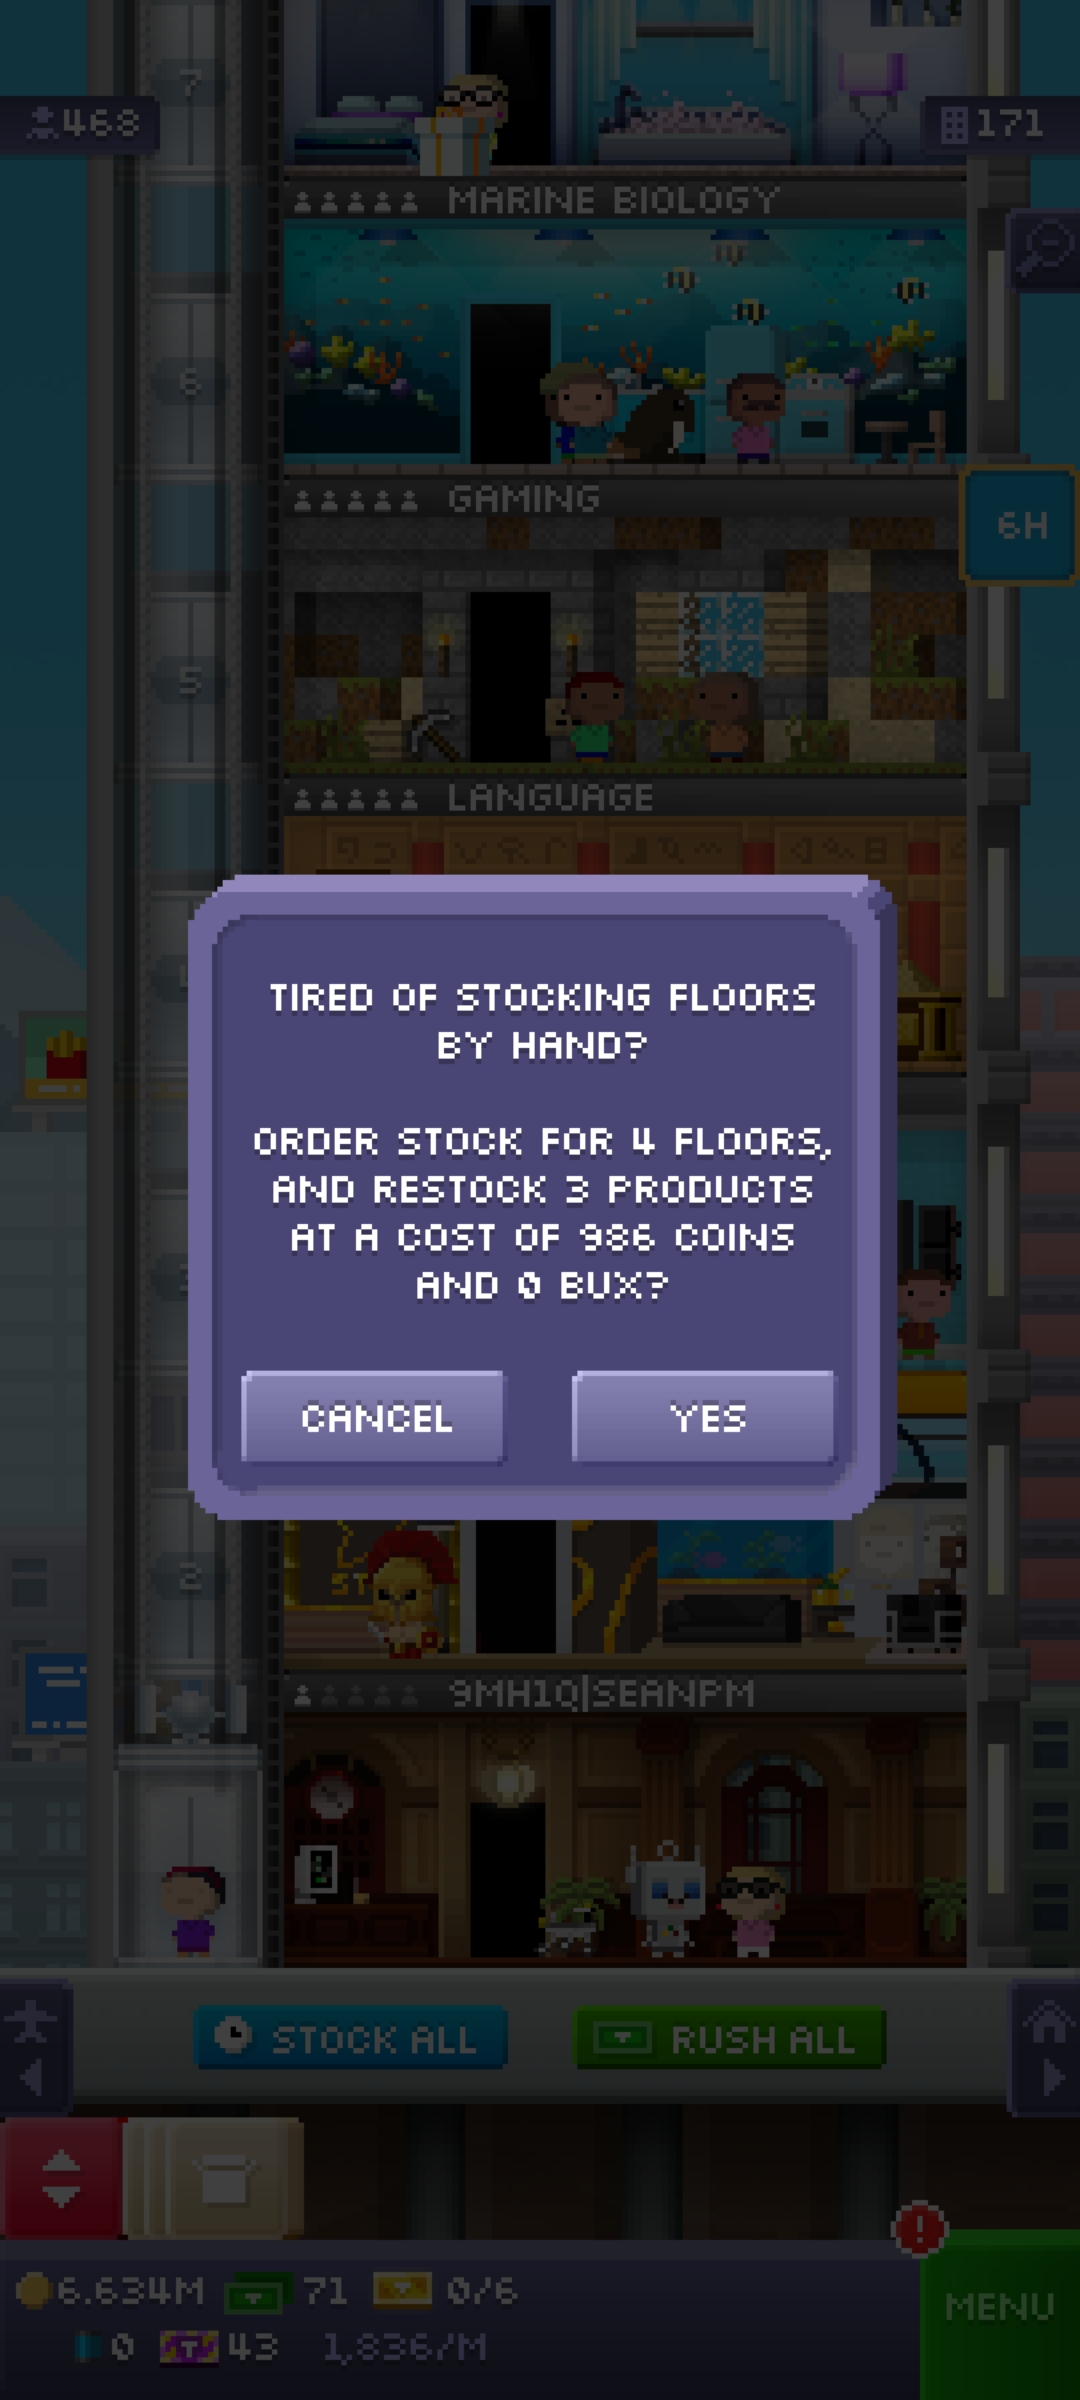 7
468
171
MARINE BIOLOGY
6
GAMING
6H
5
LANGUAGE
TIRED OF STOCKING FLOORS
BY HAND?
ORDER STOCK FOR 4 FLOORS,
AND RESTOCK 3 PRODUCTS
AT A COST OF 986 COINS
AND 0 BUX?
CANCEL
YES
2
ST
9MH1Q|SEANPM
STOCK ALL
RUSH ALL
!
6.634M
71
0/6
MENU
0
43
1,836/M